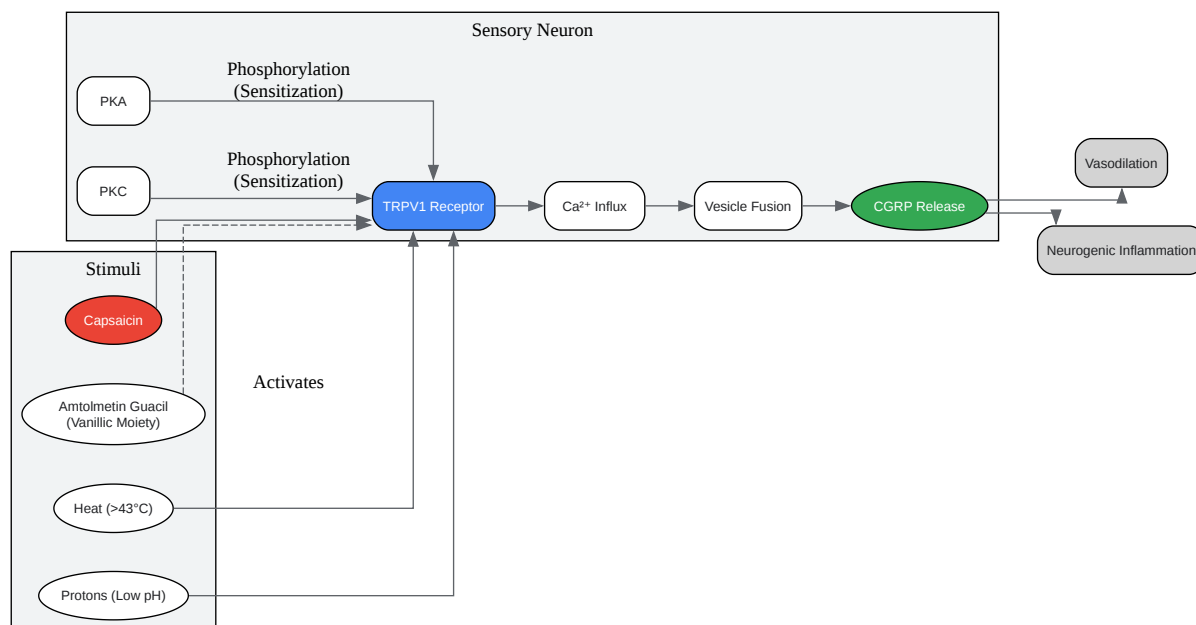 Sensory Neuron
Phosphorylation
(Sensitization)
PKA
Phosphorylation
(Sensitization)
PKC
TRPV1 Receptor
Ca²⁺ Influx
Vesicle Fusion
CGRP Release
Vasodilation
Neurogenic Inflammation
Stimuli
Capsaicin
Activates
Amtolmetin Guacil
(Vanillic Moiety)
Heat (>43°C)
Protons (Low pH)